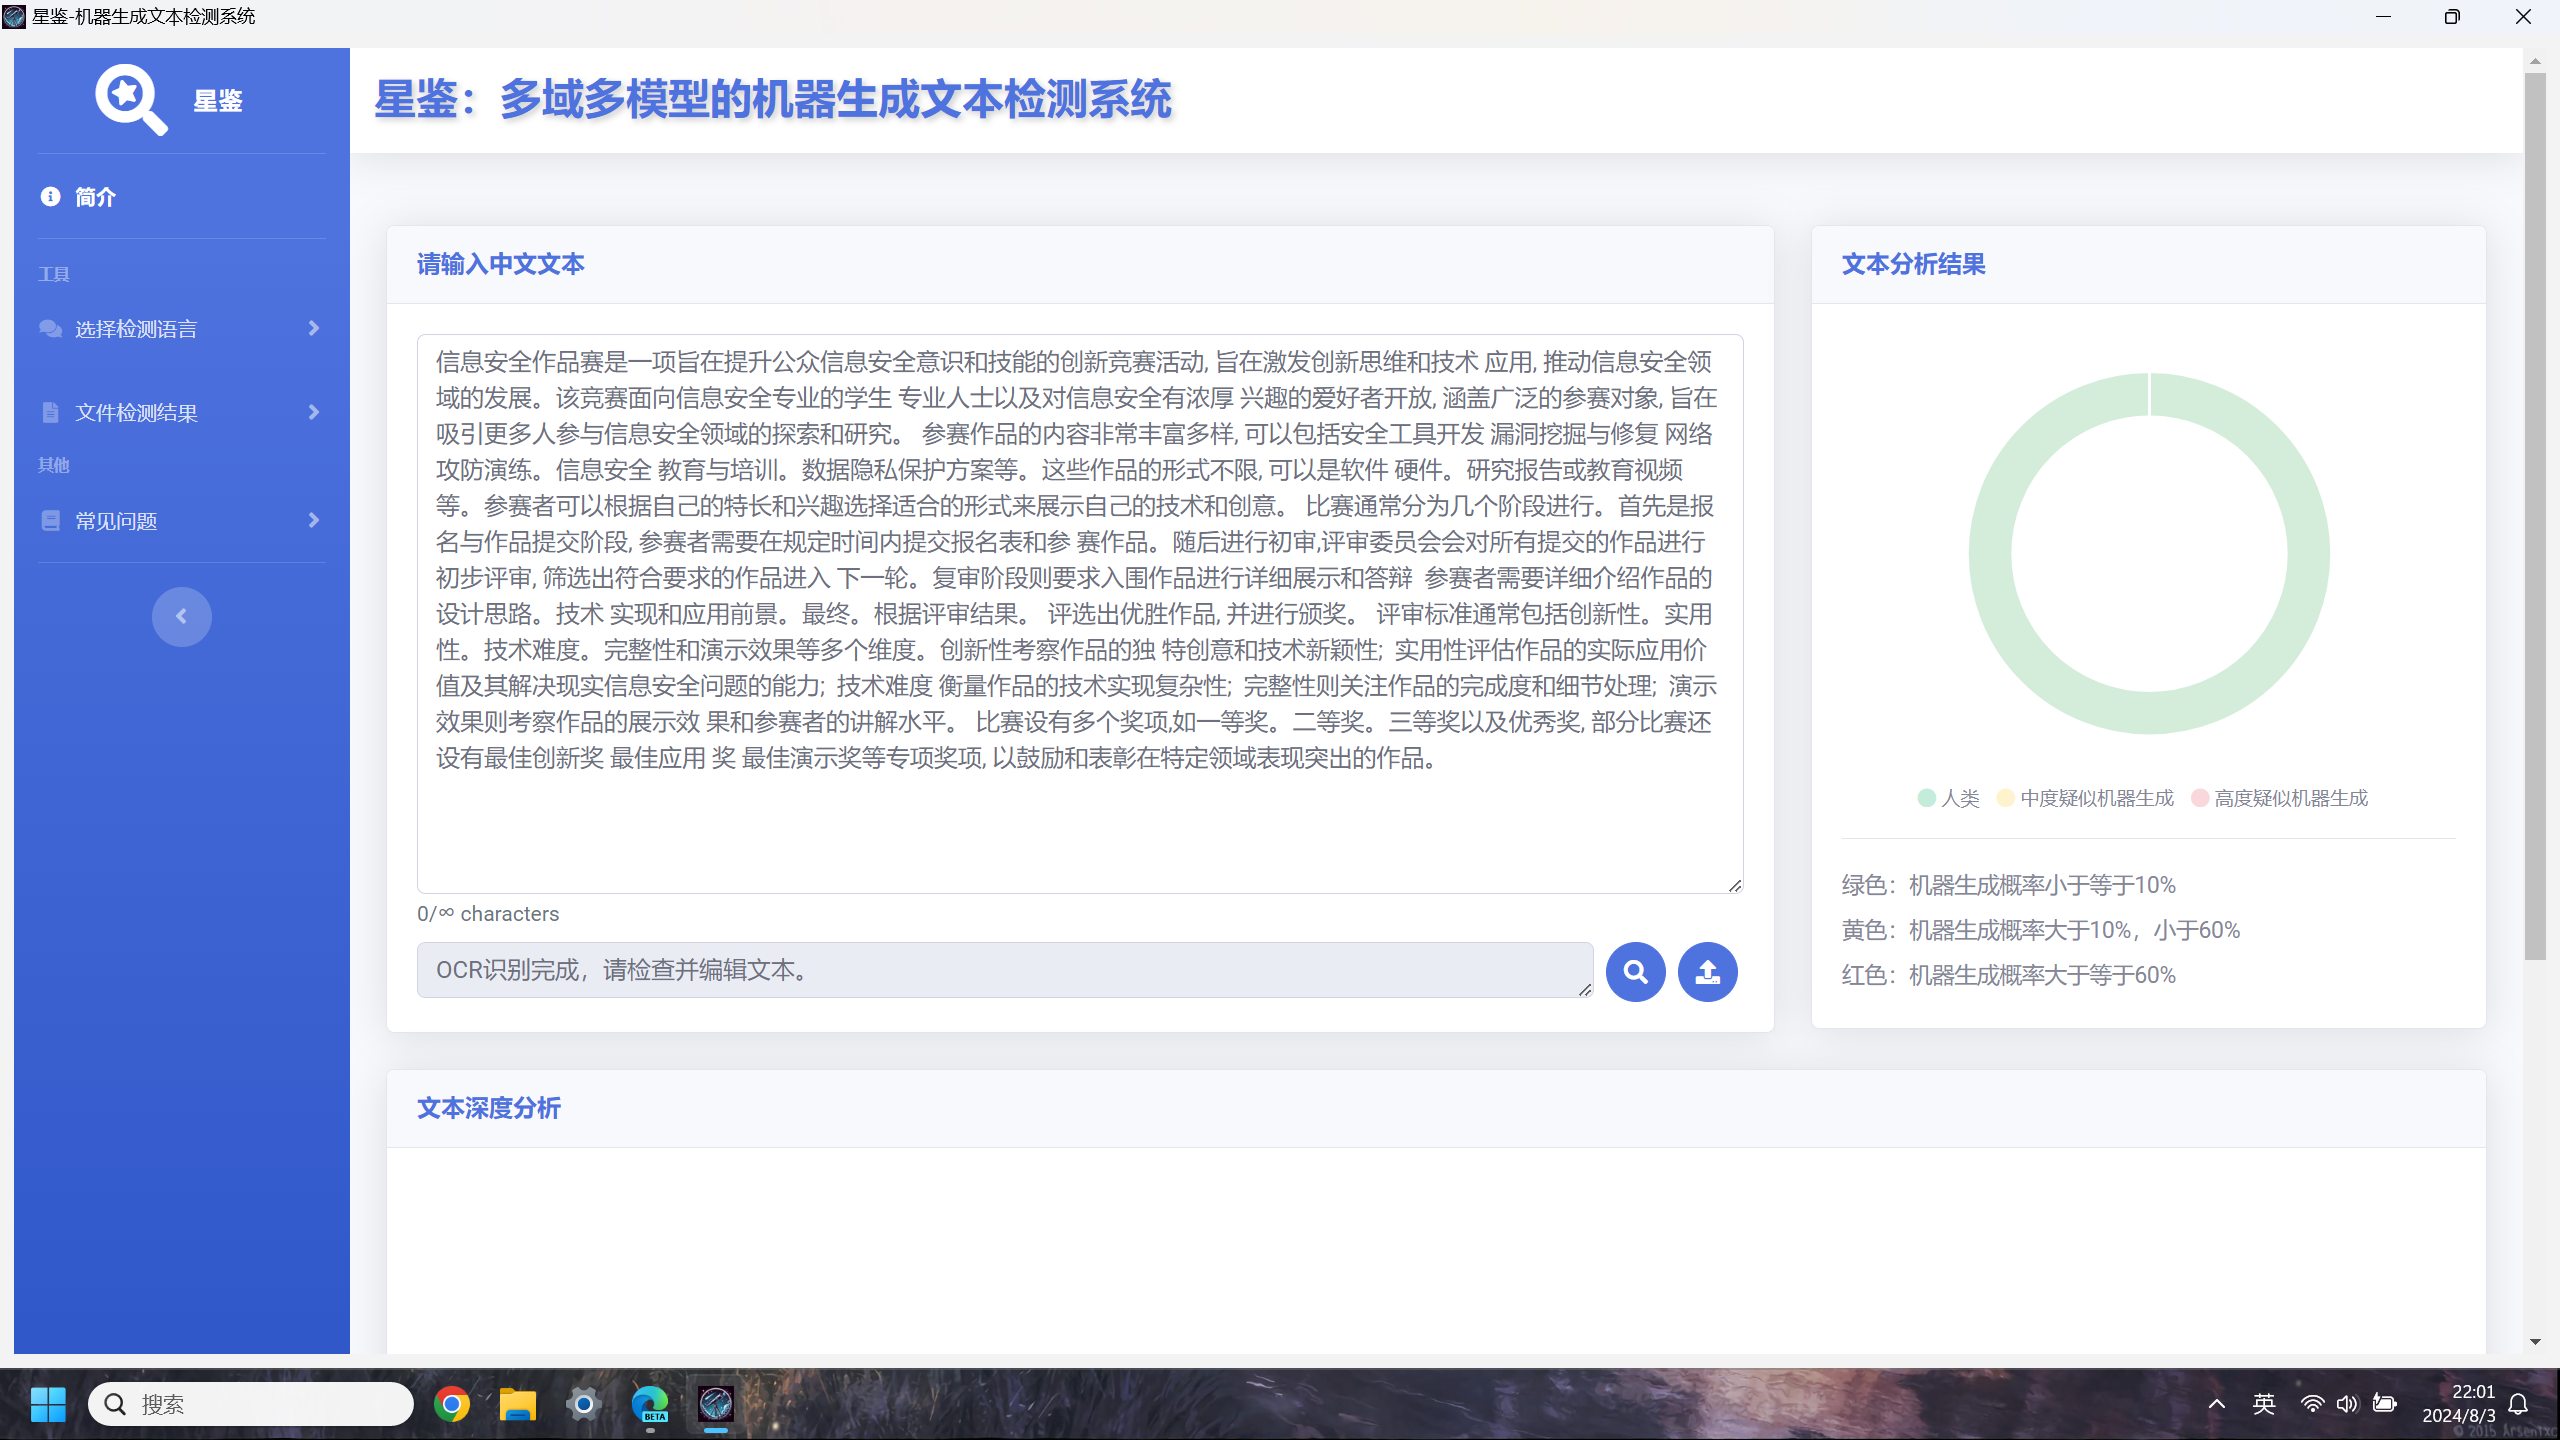 星鉴-机器生成文本检测系统
星鉴
星鉴：多域多模型的机器生成文本检测系统
简介
工具
选择检测语言
文件检测结果
其他
常见问题
请输入中文文本
信息安全作品赛是一项旨在提升公众信息安全意识和技能的创新竞赛活动, 旨在激发创新思维和技术 应用, 推动信息安全领
域的发展。该竞赛面向信息安全专业的学生 专业人士以及对信息安全有浓厚 兴趣的爱好者开放, 涵盖广泛的参赛对象, 旨在
吸引更多人参与信息安全领域的探索和研究。 参赛作品的内容非常丰富多样, 可以包括安全工具开发 漏洞挖掘与修复 网络
攻防演练。信息安全 教育与培训。数据隐私保护方案等。这些作品的形式不限, 可以是软件 硬件。研究报告或教育视频
等。参赛者可以根据自己的特长和兴趣选择适合的形式来展示自己的技术和创意。 比赛通常分为几个阶段进行。首先是报
名与作品提交阶段, 参赛者需要在规定时间内提交报名表和参 赛作品。随后进行初审,评审委员会会对所有提交的作品进行
初步评审, 筛选出符合要求的作品进入 下一轮。复审阶段则要求入围作品进行详细展示和答辩  参赛者需要详细介绍作品的
设计思路。技术 实现和应用前景。最终。根据评审结果。 评选出优胜作品, 并进行颁奖。 评审标准通常包括创新性。实用
性。技术难度。完整性和演示效果等多个维度。创新性考察作品的独 特创意和技术新颖性;  实用性评估作品的实际应用价
值及其解决现实信息安全问题的能力;  技术难度 衡量作品的技术实现复杂性;  完整性则关注作品的完成度和细节处理;  演示
效果则考察作品的展示效 果和参赛者的讲解水平。 比赛设有多个奖项,如一等奖。二等奖。三等奖以及优秀奖, 部分比赛还
设有最佳创新奖 最佳应用 奖 最佳演示奖等专项奖项, 以鼓励和表彰在特定领域表现突出的作品。
0/∞ characters
OCR识别完成，请检查并编辑文本。
文本分析结果
人类 中度疑似机器生成 高度疑似机器生成
绿色：机器生成概率小于等于10%
黄色：机器生成概率大于10%，小于60%
红色：机器生成概率大于等于60%
文本深度分析
搜索
BETA
英
22:01
2024/8/3
© 2015 Arsenixc